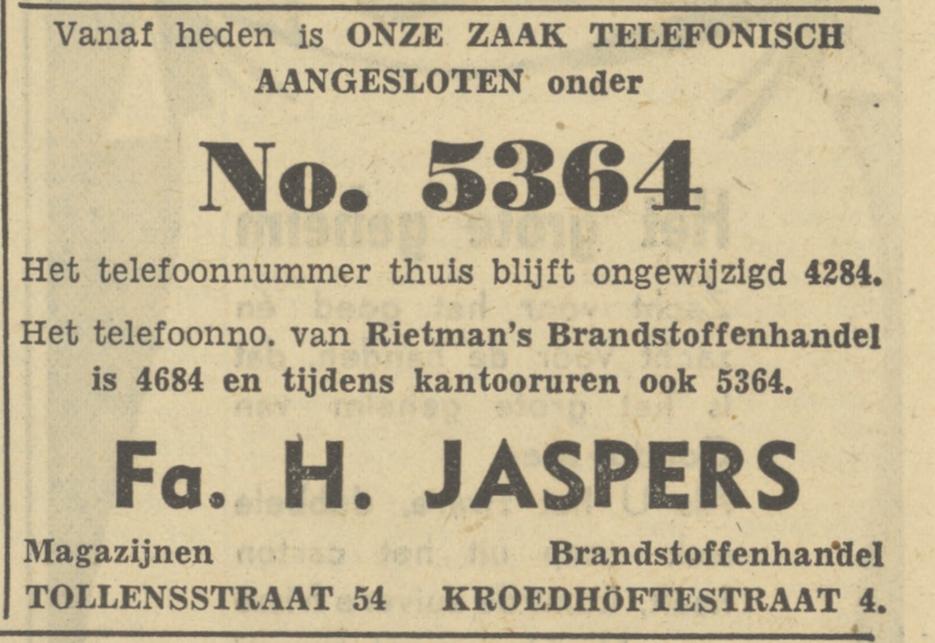 Vanaf heden is ONZE ZAAK TELEFONISCH
AANGESLOTEN onder
No. 5364
Het telefoonnummer thuis blijft ongewijzigd 4284.
Het telefoonno. van Rietman's Brandstoffenhandel
is 4684 en tijdens kantooruren ook 5364.
Fa. H. JASPERS
Magazijnen Brandstoffenhandel
TOLLENSSTRAAT 54 KROEDHÖFTESTRAAT 4.